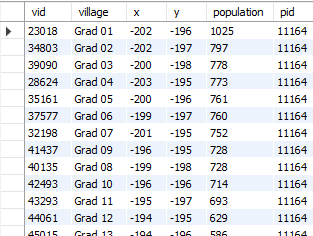 vid village x y population pid
23018 Grad 01 -202 -196 1025 11164
34803 Grad 02 -202 -197 797 11164
39090 Grad 03 -200 -198 778 11164
28624 Grad 04 -203 -195 773 11164
35161 Grad 05 -200 -196 761 11164
37577 Grad 06 -199 -197 760 11164
32198 Grad 07 -201 -195 752 11164
41437 Grad 09 -196 -195 728 11164
40135 Grad 08 -199 -198 728 11164
42493 Grad 10 -196 -196 714 11164
43293 Grad 11 -195 -197 693 11164
44061 Grad 12 -194 -195 629 11164
45015 Grad 13 -194 -196 586 11164